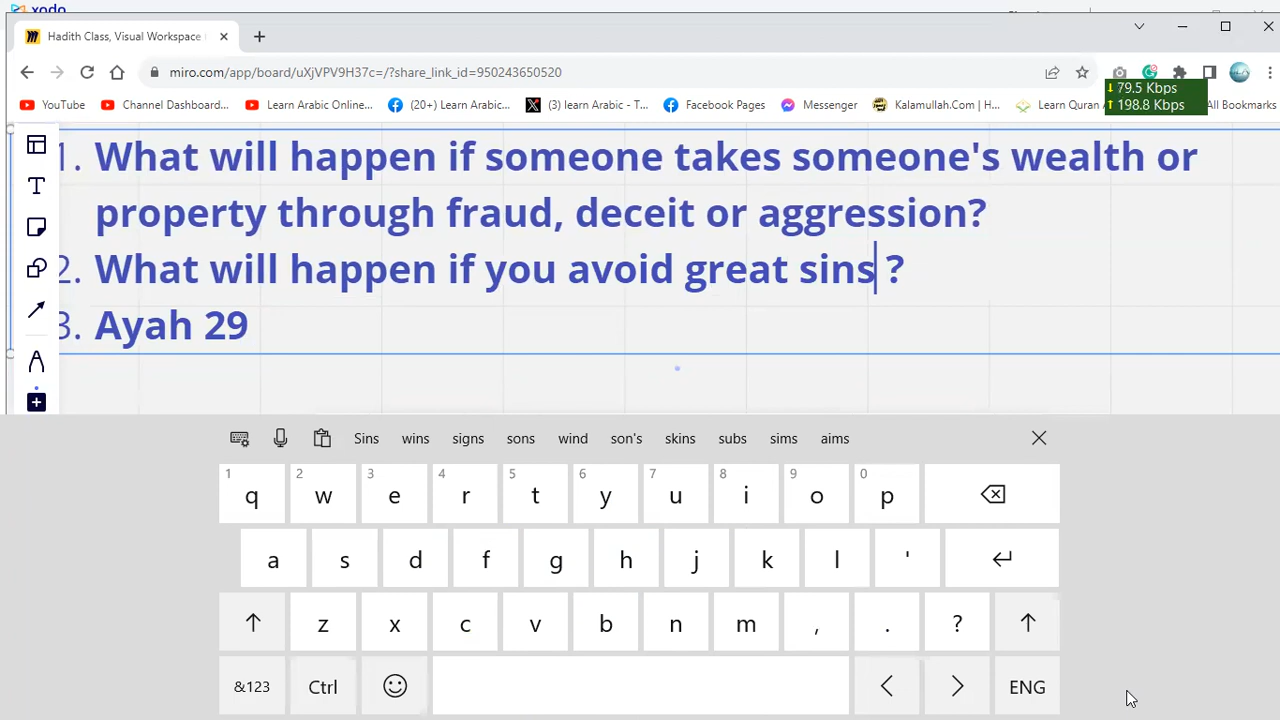 xodo
Hadith Class, Visual Workspace
miro.com/app/board/uXjVPV9H37c=/?share_link_id=950243655520
79.5 Kbps
198.8 Kbps
YouTube Channel Dashboard... Learn Arabic Online... (20+) Learn Arabic... (3) learn Arabic - T... Facebook Pages Messenger Kalamullah.Com | H... Learn Quran All Bookmarks
1. What will happen if someone takes someone's wealth or
property through fraud, deceit or aggression?
2. What will happen if you avoid great sins ?
3. Ayah 29
Sins wins signs sons wind son's skins subs sims aims
1 2 3 4 5 6 7 8 9 0
q w e r t y u i o p
a s d f g h j k l '
z x c v b n m , . ?
&123 Ctrl ENG